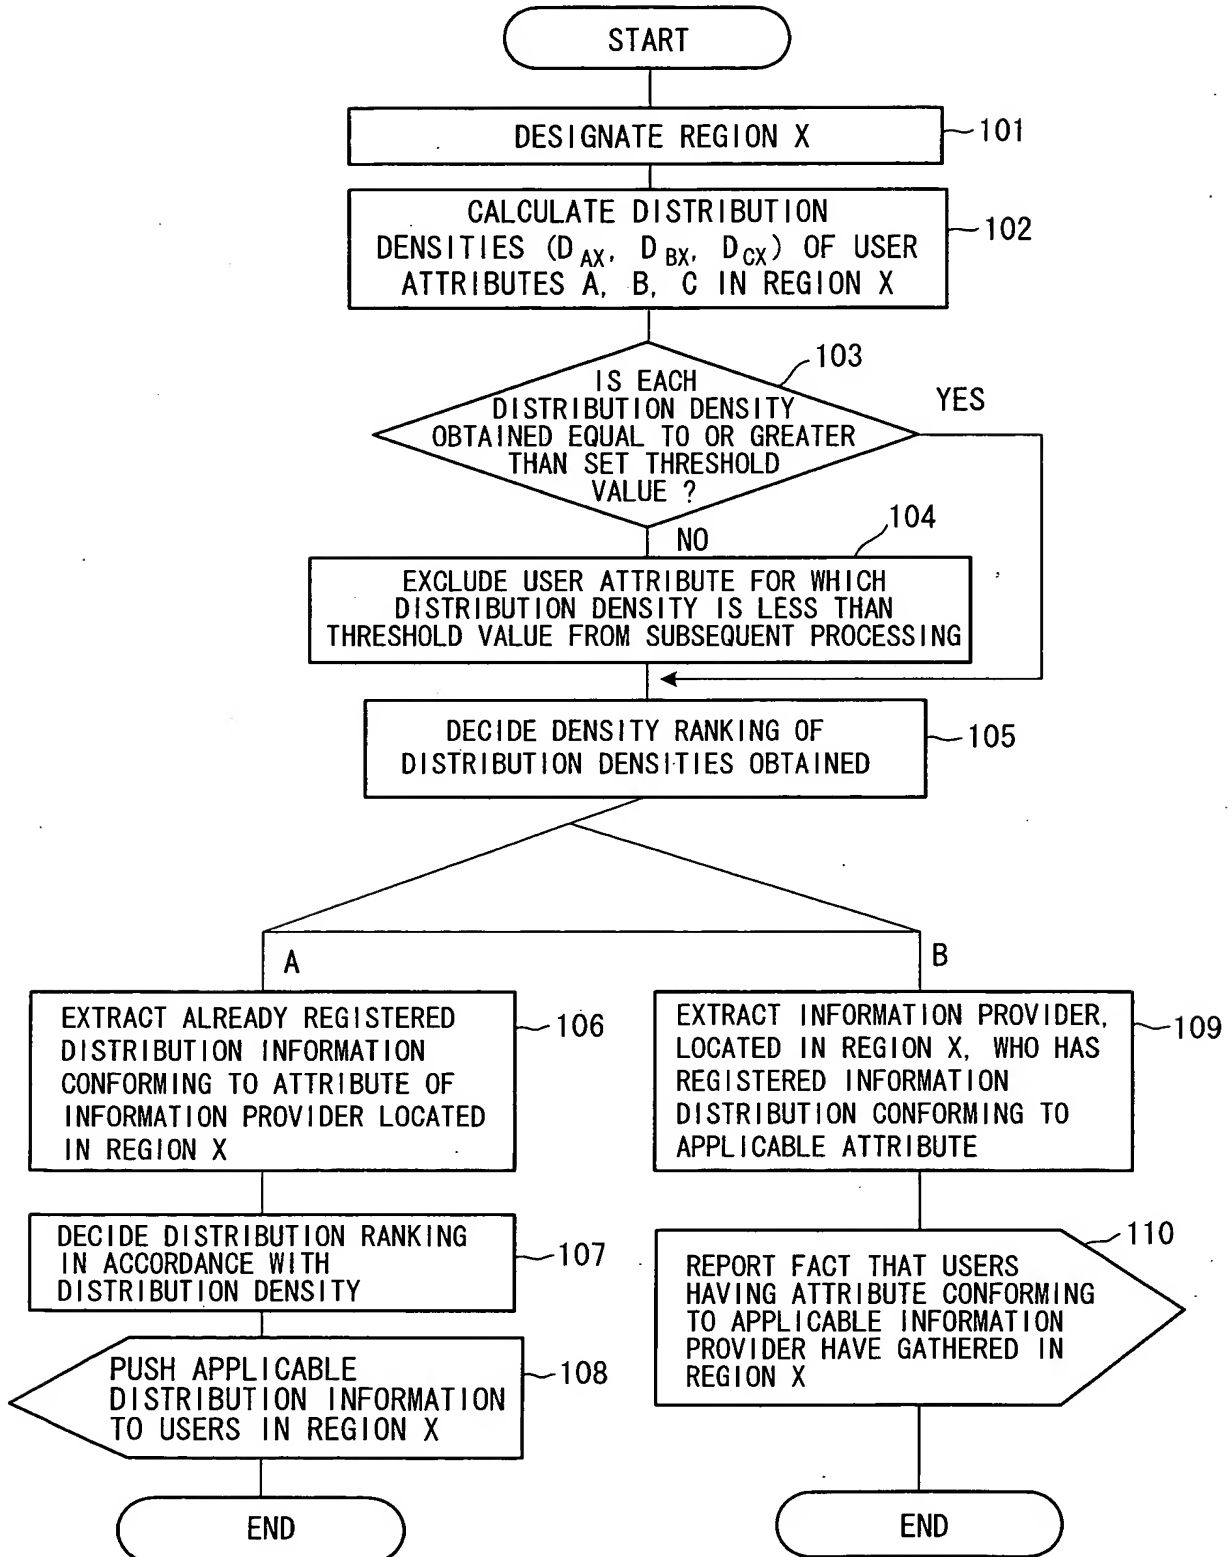 START
DESIGNATE REGION X
101
CALCULATE DISTRIBUTION
DENSITIES (D AX, D BX, D CX) OF USER
ATTRIBUTES A, B, C IN REGION X
102
103
IS EACH
DISTRIBUTION DENSITY
OBTAINED EQUAL TO OR GREATER
THAN SET THRESHOLD
VALUE ?
YES
NO
104
EXCLUDE USER ATTRIBUTE FOR WHICH
DISTRIBUTION DENSITY IS LESS THAN
THRESHOLD VALUE FROM SUBSEQUENT PROCESSING
DECIDE DENSITY RANKING OF
DISTRIBUTION DENSITIES OBTAINED
105
A
EXTRACT ALREADY REGISTERED
DISTRIBUTION INFORMATION
CONFORMING TO ATTRIBUTE OF
INFORMATION PROVIDER LOCATED
IN REGION X
106
DECIDE DISTRIBUTION RANKING
IN ACCORDANCE WITH
DISTRIBUTION DENSITY
107
PUSH APPLICABLE
DISTRIBUTION INFORMATION
TO USERS IN REGION X
108
END
B
EXTRACT INFORMATION PROVIDER,
LOCATED IN REGION X, WHO HAS
REGISTERED INFORMATION
DISTRIBUTION CONFORMING TO
APPLICABLE ATTRIBUTE
109
110
REPORT FACT THAT USERS
HAVING ATTRIBUTE CONFORMING
TO APPLICABLE INFORMATION
PROVIDER HAVE GATHERED IN
REGION X
END